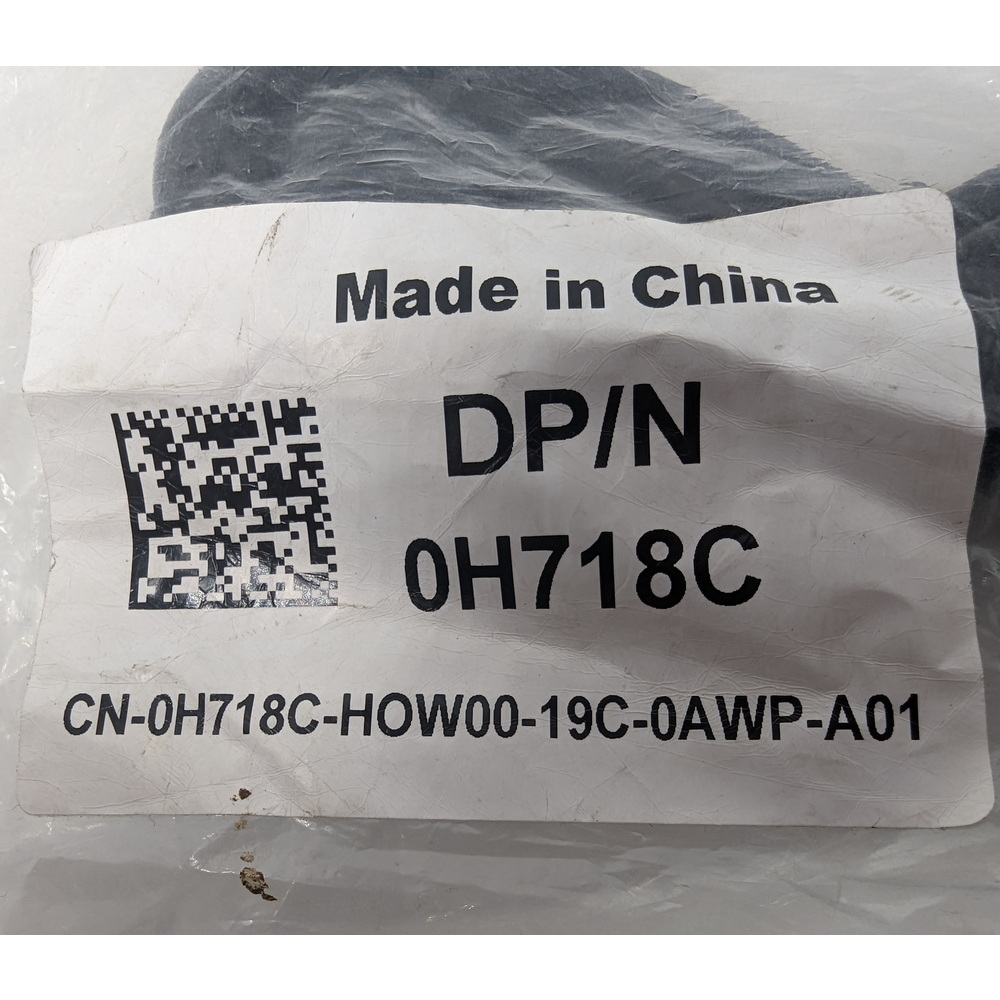 Made in China
DP/N
0H718C
CN-0H718C-HOW00-19C-0AWP-A01